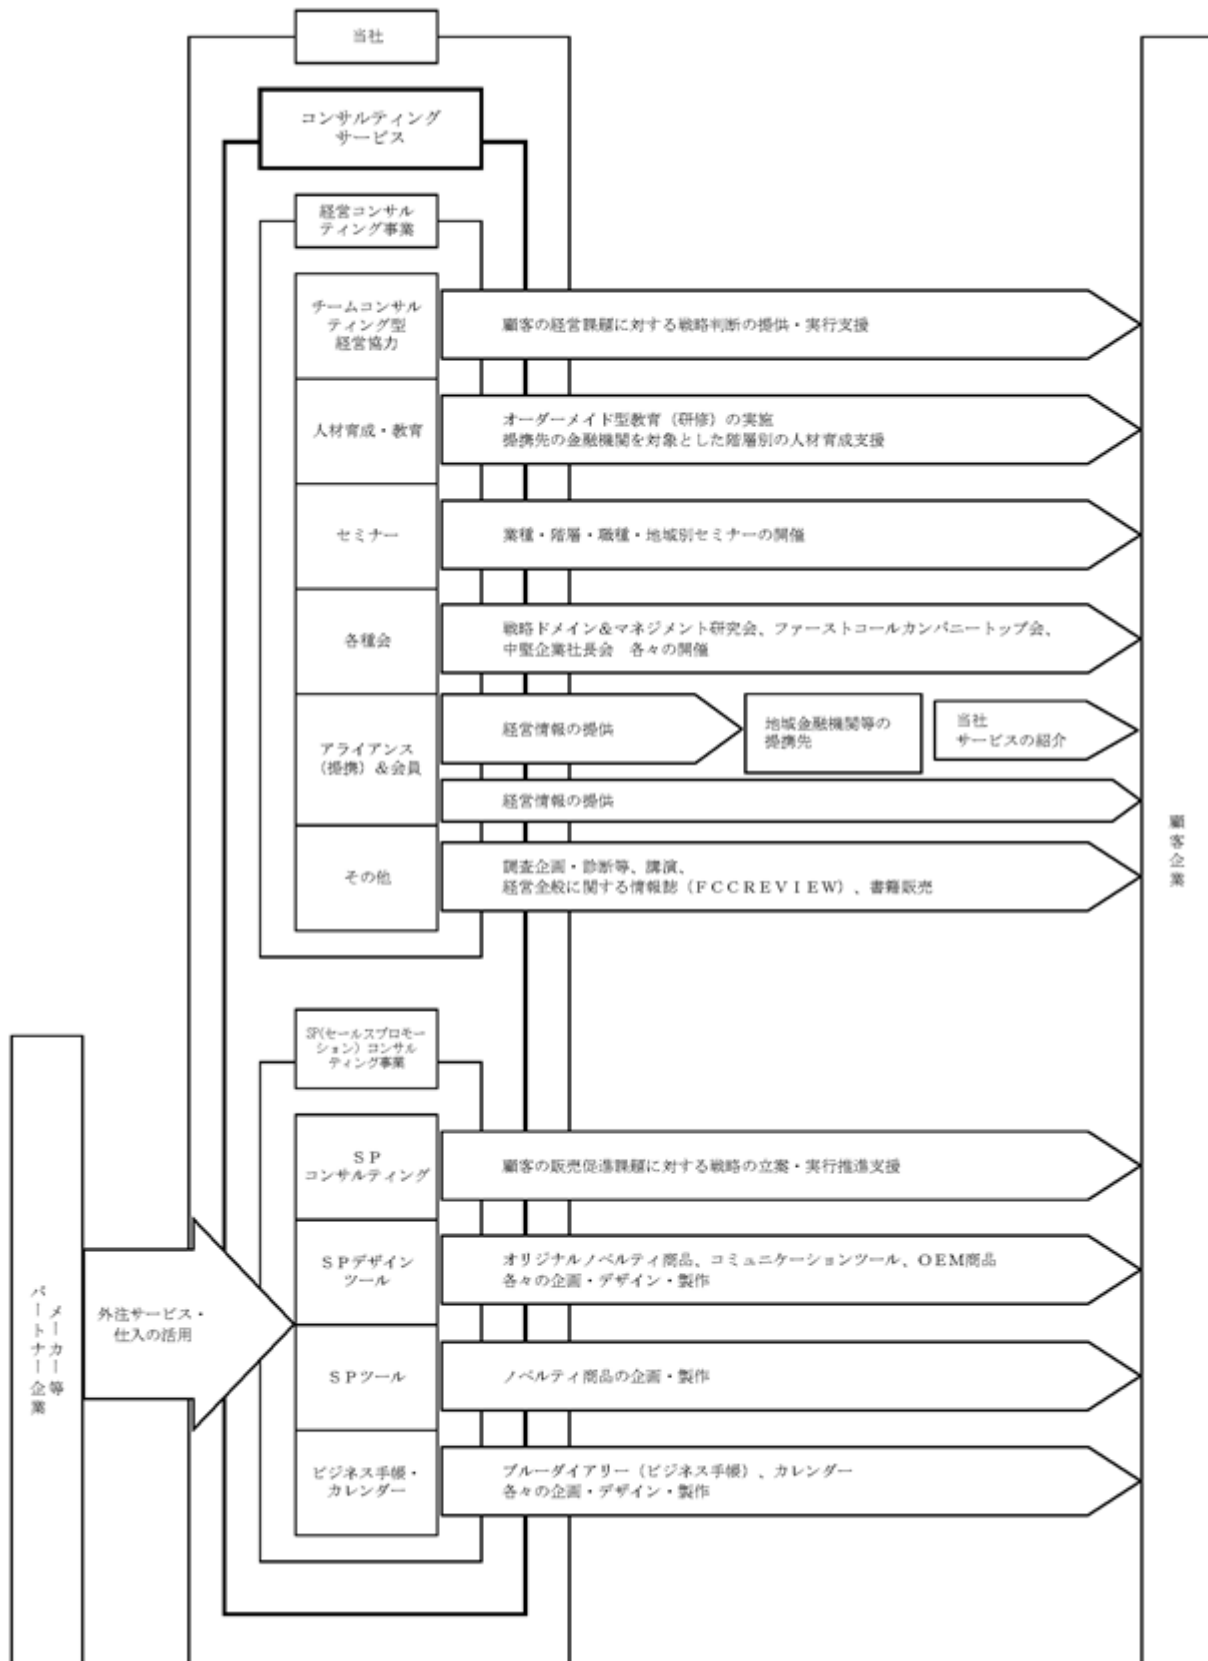 当社
コンサルティング
サービス
経営コンサル
ティング事業
チームコンサル
ティング型
経営協力
顧客の経営課題に対する戦略判断の提供・実行支援
人材育成・教育
オーダーメイド型教育（研修）の実施
提携先の金融機関を対象とした階層別の人材育成支援
セミナー
業種・階層・職種・地域別セミナーの開催
各種会
戦略ドメイン＆マネジメント研究会、ファーストコールカンパニートップ会、
中堅企業社長会　各々の開催
アライアンス
（提携）＆会員
経営情報の提供
地域金融機関等の
提携先
当社
サービスの紹介
経営情報の提供
その他
調査企画・診断等、講演、
経営全般に関する情報誌（ＦＣＣＲＥＶＩＥＷ）、書籍販売
顧客企業
SP(セールスプロモー
ション）コンサル
ティング事業
ＳＰ
コンサルティング
顧客の販売促進課題に対する戦略の立案・実行推進支援
ＳＰデザイン
ツール
オリジナルノベルティ商品、コミュニケーションツール、ＯＥＭ商品
各々の企画・デザイン・製作
ＳＰツール
ノベルティ商品の企画・製作
ビジネス手帳・
カレンダー
ブルーダイアリー（ビジネス手帳）、カレンダー
各々の企画・デザイン・製作
メーカー等
パートナー企業
外注サービス・
仕入の活用